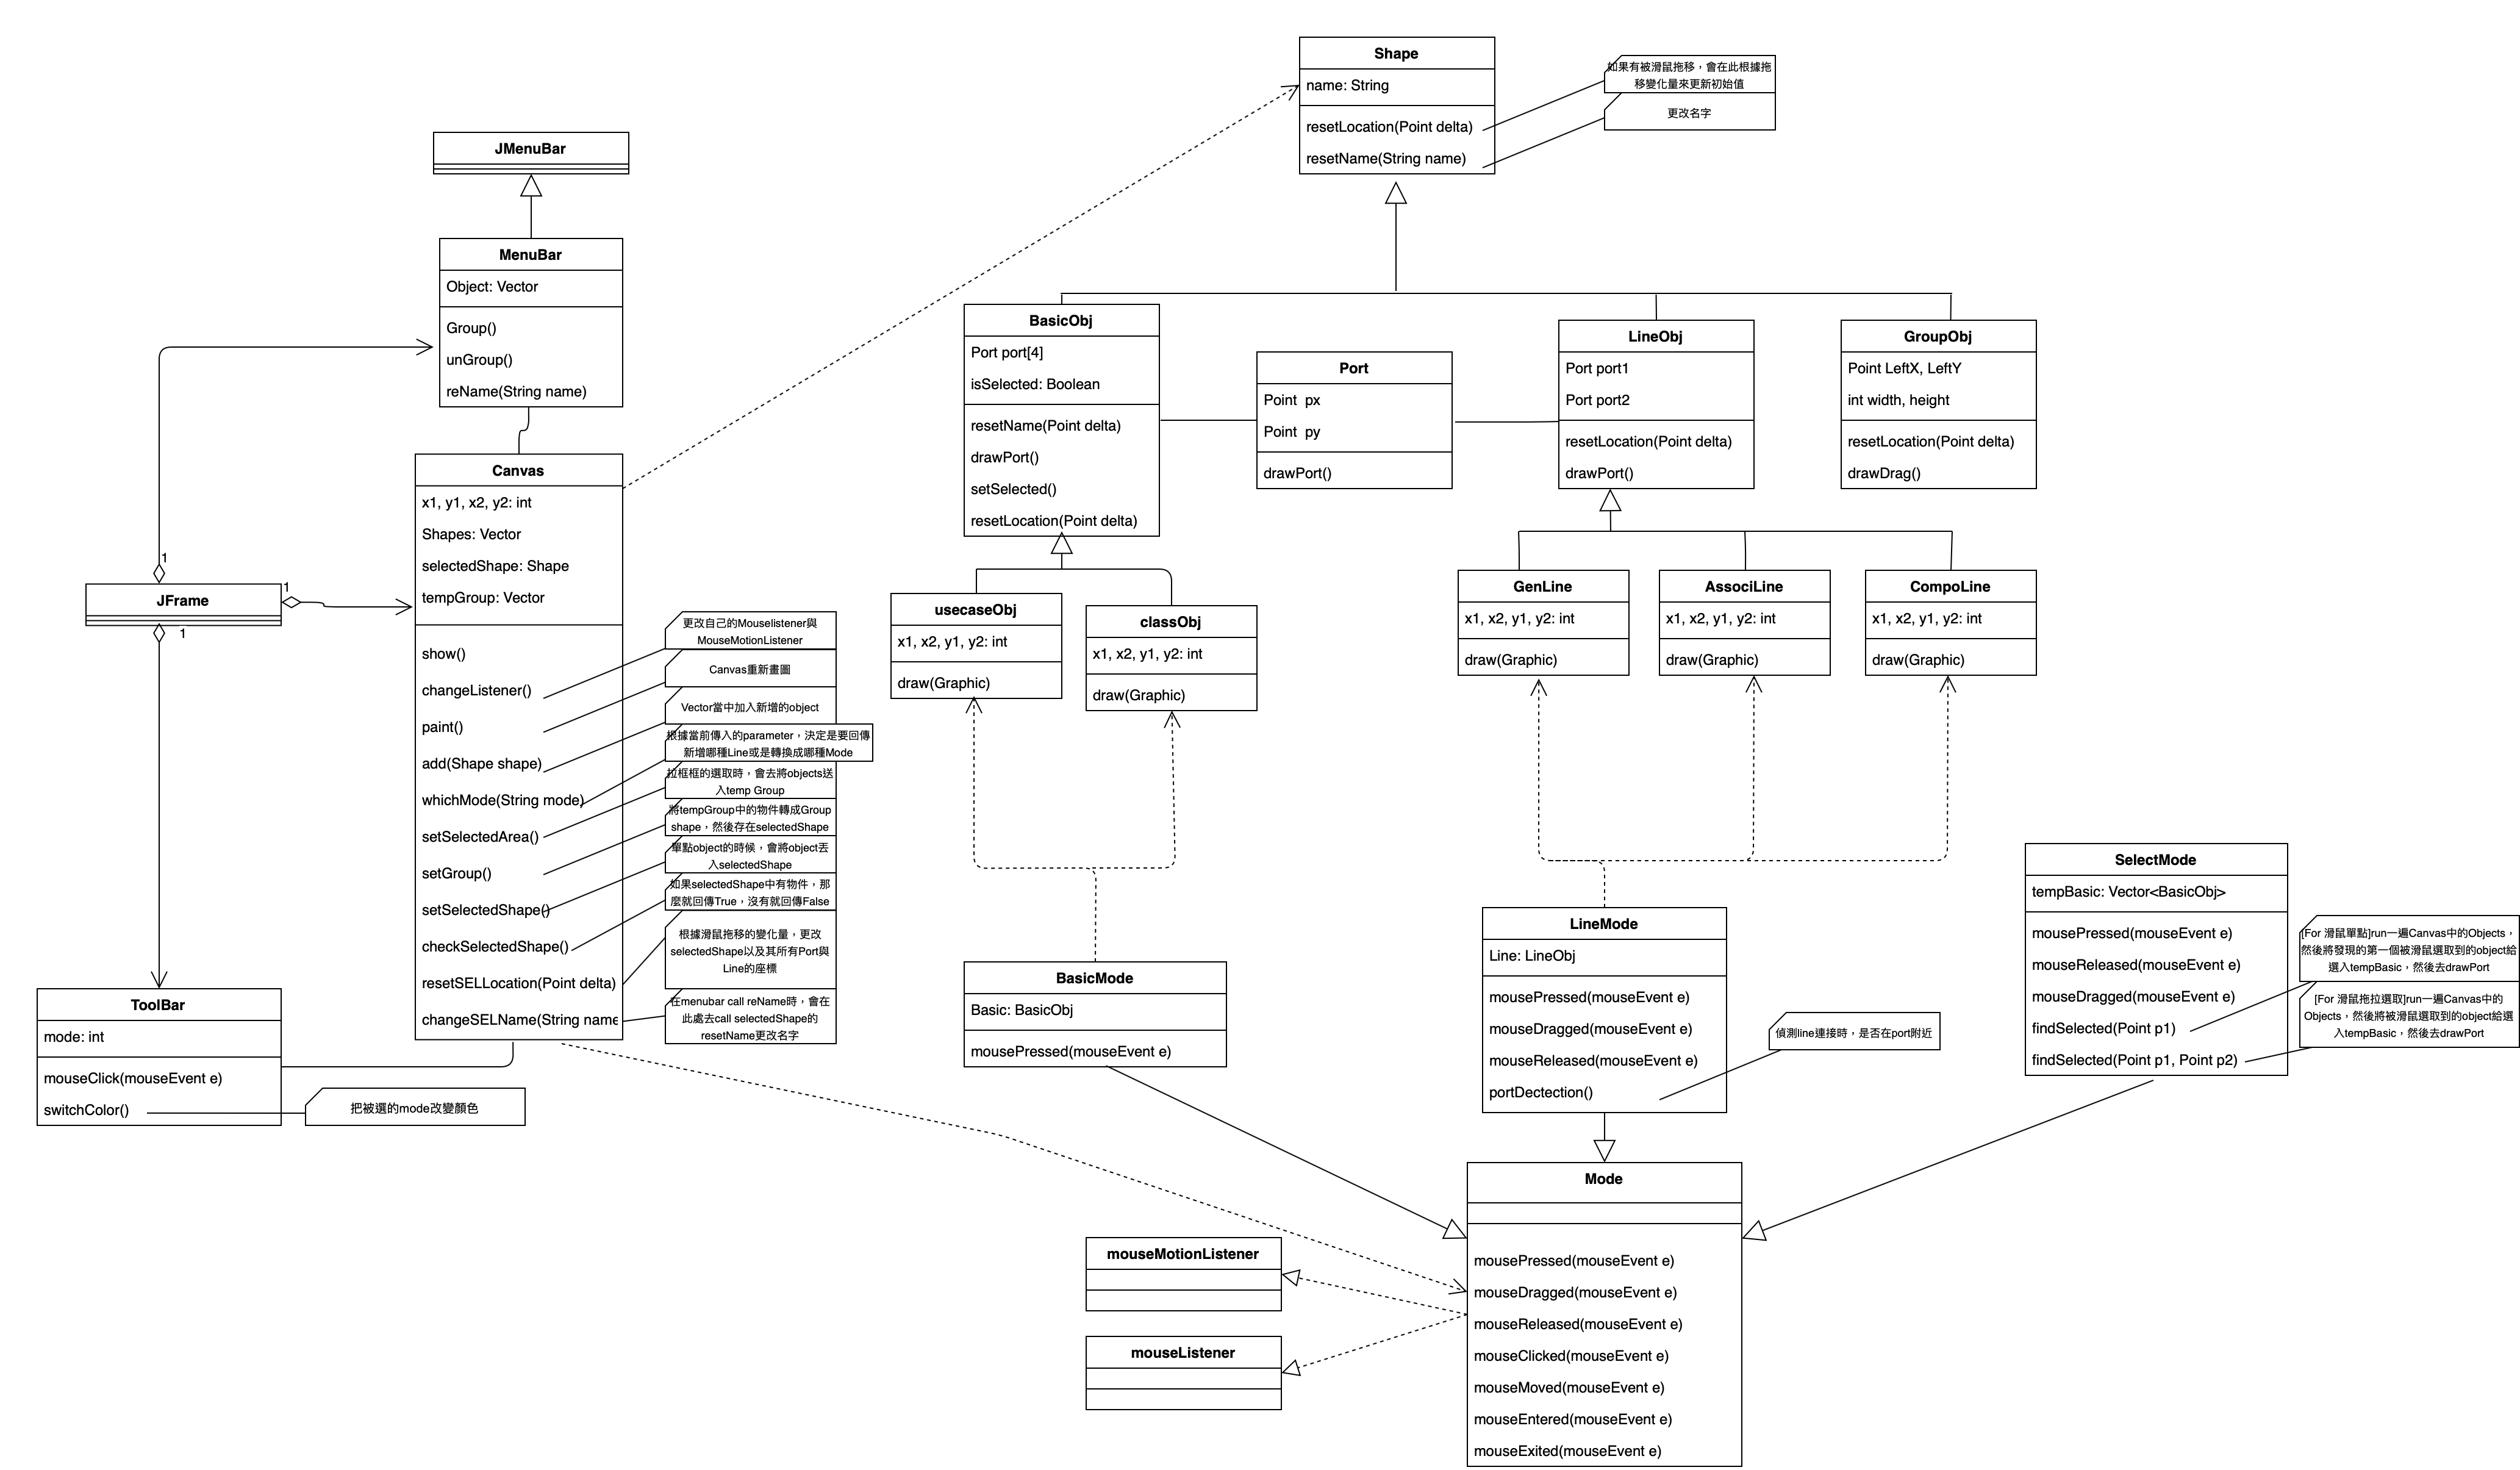 Shape
name: String
resetLocation(Point delta)
resetName(String name)
如果有被滑鼠拖移，會在此根據拖
移變化量來更新初始值
更改名字
JMenuBar
MenuBar
Object: Vector
Group()
unGroup()
reName(String name)
BasicObj
Port port[4]
isSelected: Boolean
resetName(Point delta)
drawPort()
setSelected()
resetLocation(Point delta)
Port
Point  px
Point  py
drawPort()
LineObj
Port port1
Port port2
resetLocation(Point delta)
drawPort()
GroupObj
Point LeftX, LeftY
int width, height
resetLocation(Point delta)
drawDrag()
Canvas
x1, y1, x2, y2: int
Shapes: Vector
selectedShape: Shape
tempGroup: Vector
show()
changeListener()
paint()
add(Shape shape)
whichMode(String mode)
setSelectedArea()
setGroup()
setSelectedShape()
checkSelectedShape()
resetSELLocation(Point delta)
changeSELName(String name
更改自己的Mouselistener與
MouseMotionListener
Canvas重新畫圖
Vector當中加入新增的object
根據當前傳入的parameter，決定是要回傳
新增哪種Line或是轉換成哪種Mode
拉框框的選取時，會去將objects送
入temp Group
將tempGroup中的物件轉成Group
shape，然後存在selectedShape
單點object的時候，會將object丟
入selectedShape
如果selectedShape中有物件，那
麼就回傳True，沒有就回傳False
根據滑鼠拖移的變化量，更改
selectedShape以及其所有Port與
Line的座標
在menubar call reName時，會在
此處去call selectedShape的
resetName更改名字
1
1
1
JFrame
usecaseObj
x1, x2, y1, y2: int
draw(Graphic)
classObj
x1, x2, y1, y2: int
draw(Graphic)
GenLine
x1, x2, y1, y2: int
draw(Graphic)
AssociLine
x1, x2, y1, y2: int
draw(Graphic)
CompoLine
x1, x2, y1, y2: int
draw(Graphic)
ToolBar
mode: int
mouseClick(mouseEvent e)
switchColor()
把被選的mode改變顏色
BasicMode
Basic: BasicObj
mousePressed(mouseEvent e)
LineMode
Line: LineObj
mousePressed(mouseEvent e)
mouseDragged(mouseEvent e)
mouseReleased(mouseEvent e)
portDectection()
偵測line連接時，是否在port附近
SelectMode
tempBasic: Vector<BasicObj>
mousePressed(mouseEvent e)
mouseReleased(mouseEvent e)
mouseDragged(mouseEvent e)
findSelected(Point p1)
findSelected(Point p1, Point p2)
[For 滑鼠單點]run一遍Canvas中的Objects，
然後將發現的第一個被滑鼠選取到的object給
選入tempBasic，然後去drawPort
[For 滑鼠拖拉選取]run一遍Canvas中的
Objects，然後將被滑鼠選取到的object給選
入tempBasic，然後去drawPort
Mode
mousePressed(mouseEvent e)
mouseDragged(mouseEvent e)
mouseReleased(mouseEvent e)
mouseClicked(mouseEvent e)
mouseMoved(mouseEvent e)
mouseEntered(mouseEvent e)
mouseExited(mouseEvent e)
mouseMotionListener
mouseListener